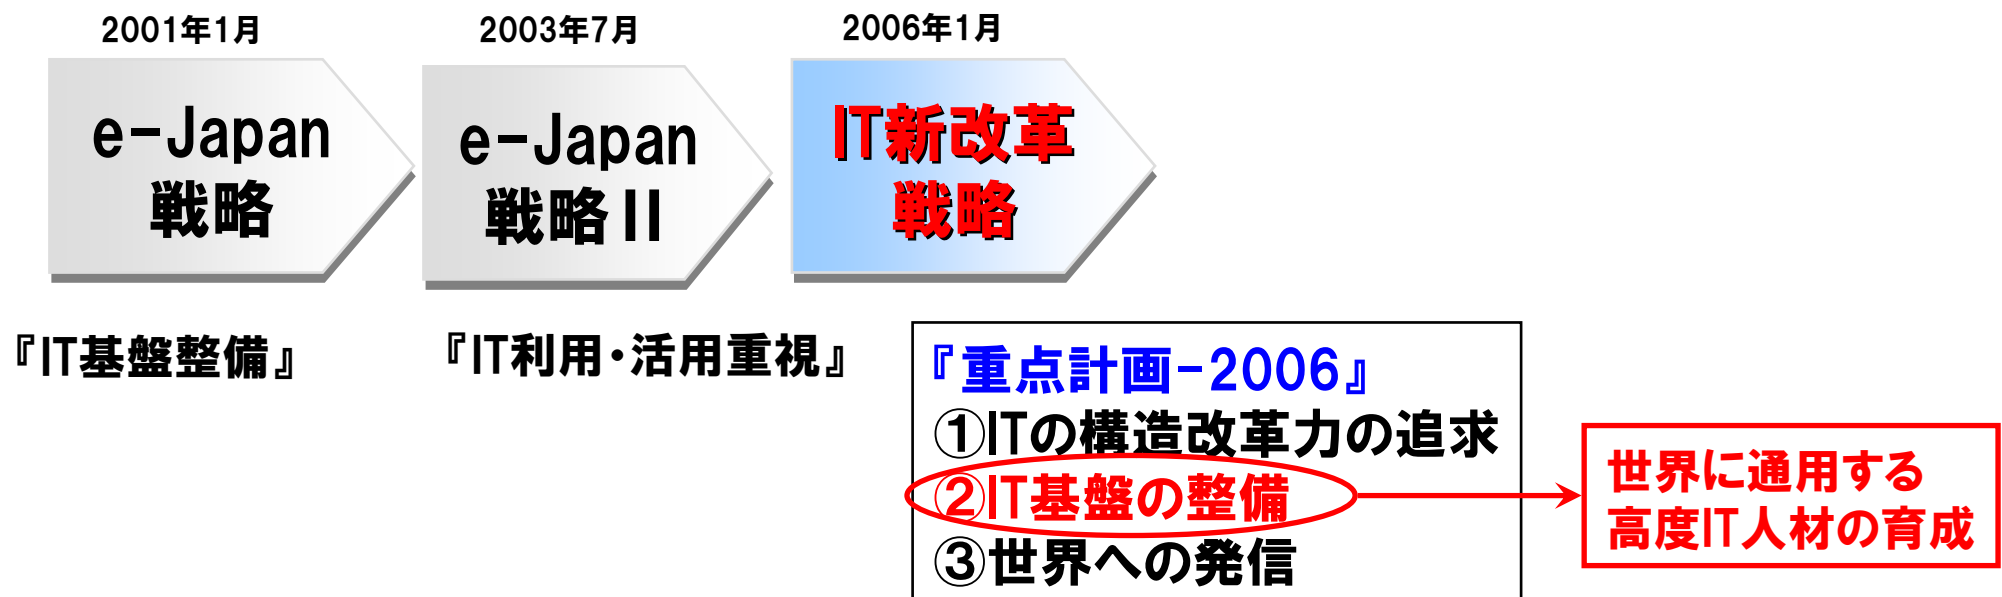 2001年1月
e-Japan
戦略
『IT基盤整備』
2003年7月
e-Japan
戦略II
『IT利用・活用重視』
2006年1月
IT新改革
戦略
『重点計画-2006』
①ITの構造改革力の追求
②IT基盤の整備
③世界への発信
世界に通用する
高度IT人材の育成